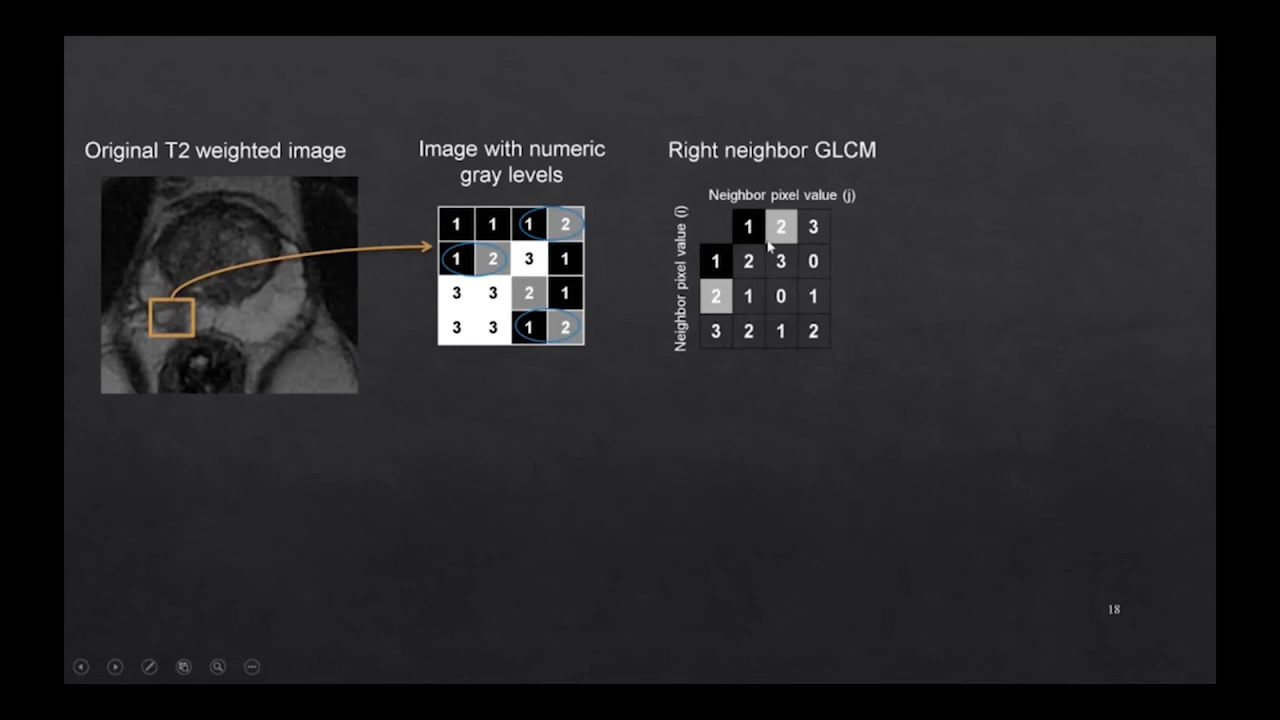 Original T2 weighted image
Image with numeric
gray levels
1 1 1 2
1 2 3 1
3 3 2 1
3 3 1 2
Right neighbor GLCM
Neighbor pixel value (j)
Neighbor pixel value (i)
1 2 3
1 2 3 0
2 1 0 1
3 2 1 2
18